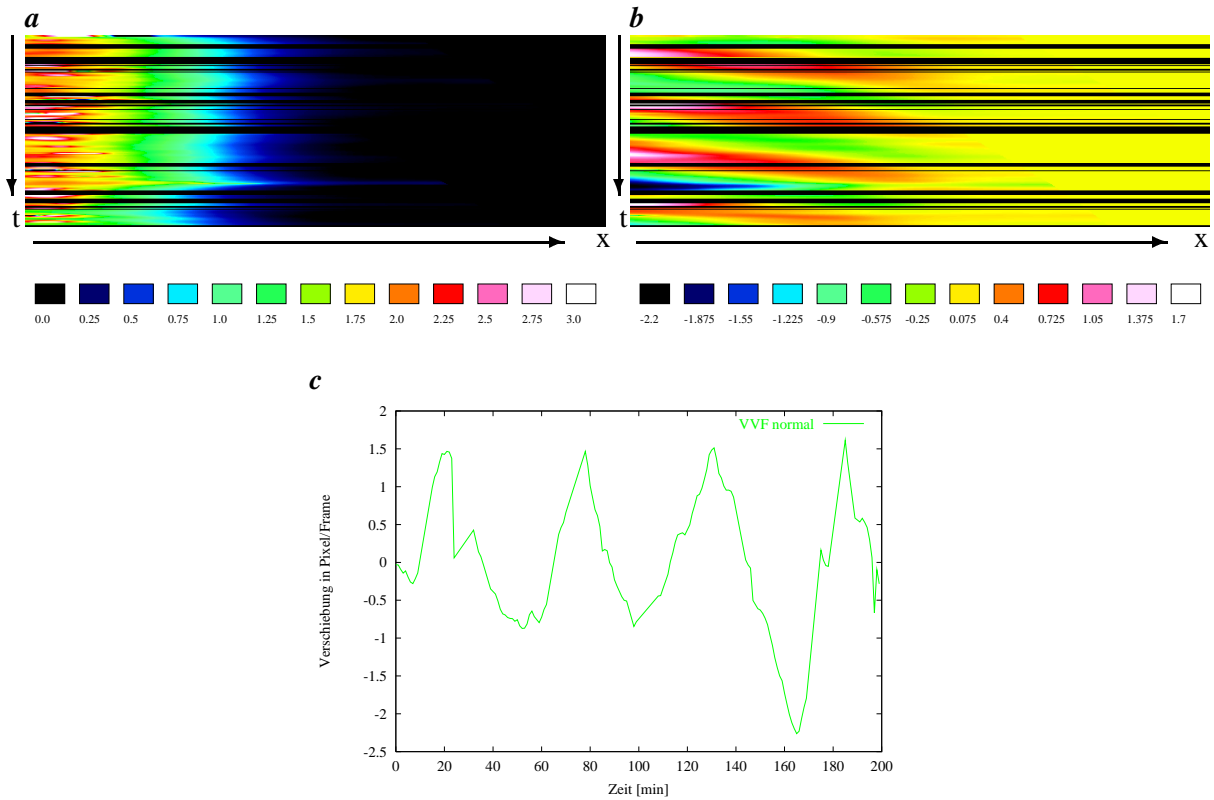 a
b
t
x
t
x
0.0 0.25 0.5 0.75 1.0 1.25 1.5 1.75 2.0 2.25 2.5 2.75 3.0
-2.2 -1.875 -1.55 -1.225 -0.9 -0.575 -0.25 0.075 0.4 0.725 1.05 1.375 1.7
c
VVF normal
2
1.5
1
0.5
0
-0.5
-1
-1.5
-2
-2.5
Verschiebung in Pixel/Frame
0 20 40 60 80 100 120 140 160 180 200
Zeit [min]